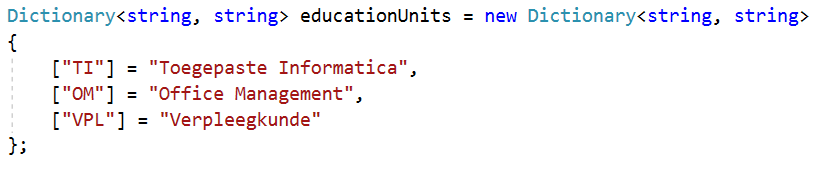 Dictionary<string, string> educationUnits = new Dictionary<string, string>
{
    ["TI"] = "Toegepaste Informatica",
    ["OM"] = "Office Management",
    ["VPL"] = "Verpleegkunde"
};